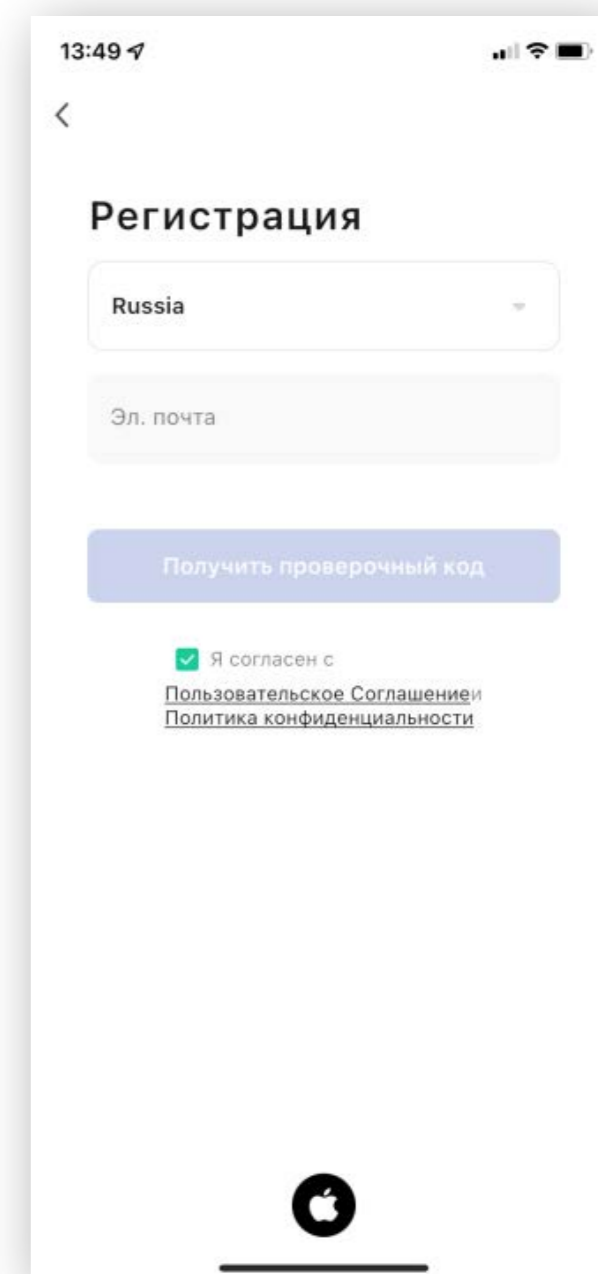 13:49
Регистрация
Russia
Эл. почта
Получить проверочный код
Я согласен с
Пользовательское Соглашениеи
Политика конфиденциальности